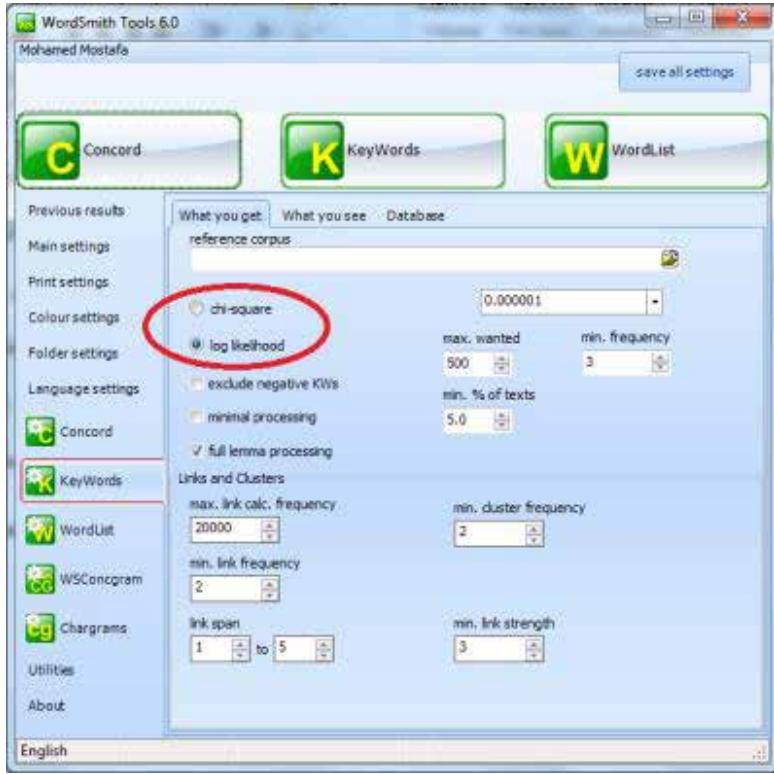 WordSmith Tools 6.0
Mohamed Mostafa
save all settings
C Concord
K KeyWords
W WordList
Previous results
Main settings
Print settings
Colour settings
Folder settings
Language settings
C Concord
K KeyWords
W WordList
CG WSConcgram
Cg Chargrams
Utilities
About
What you get What you see Database
reference corpus
chi-square
0.000001
log likelihood
max. wanted min. frequency
500 3
exclude negative KWs
min. % of texts
minimal processing
5.0
full lemma processing
Links and Clusters
max. link calc. frequency min. cluster frequency
20000 2
min. link frequency
2
link span min. link strength
1 to 5 3
English